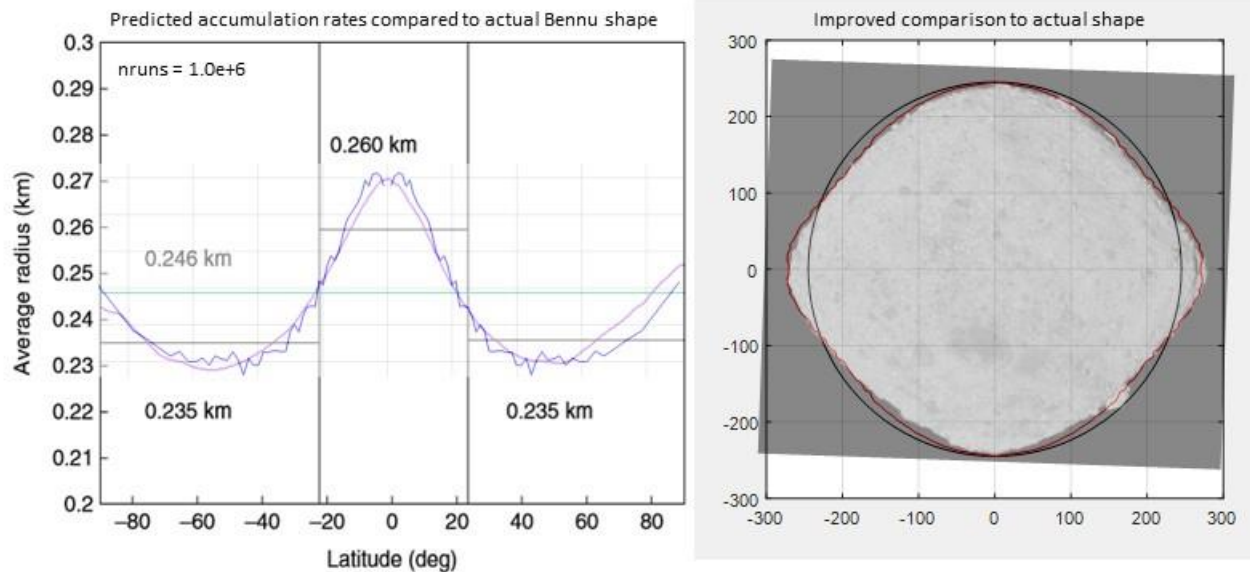 Predicted accumulation rates compared to actual Bennu shape
0.3
nruns = 1.0e+6
0.29
0.28
0.260 km
0.27
0.26
0.246 km
0.25
0.24
0.23
0.235 km
0.235 km
0.22
0.21
0.2
−80 −60 −40 −20 0 20 40 60 80
Average radius (km)
Latitude (deg)
Improved comparison to actual shape
300
200
100
0
-100
-200
-300
-300 -200 -100 0 100 200 300